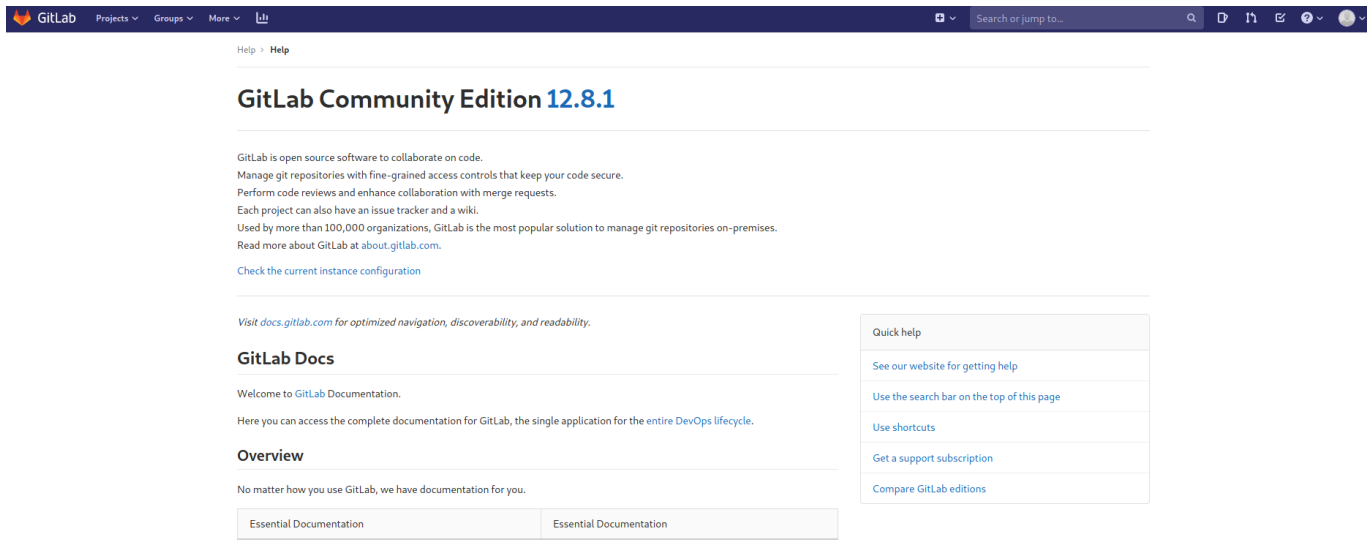 GitLab Projects Groups More Search or jump to...
Help > Help
GitLab Community Edition 12.8.1
GitLab is open source software to collaborate on code.
Manage git repositories with fine-grained access controls that keep your code secure.
Perform code reviews and enhance collaboration with merge requests.
Each project can also have an issue tracker and a wiki.
Used by more than 100,000 organizations, GitLab is the most popular solution to manage git repositories on-premises.
Read more about GitLab at about.gitlab.com.
Check the current instance configuration
Visit docs.gitlab.com for optimized navigation, discoverability, and readability.
GitLab Docs
Welcome to GitLab Documentation.
Here you can access the complete documentation for GitLab, the single application for the entire DevOps lifecycle.
Overview
No matter how you use GitLab, we have documentation for you.
Essential Documentation Essential Documentation
Quick help
See our website for getting help
Use the search bar on the top of this page
Use shortcuts
Get a support subscription
Compare GitLab editions